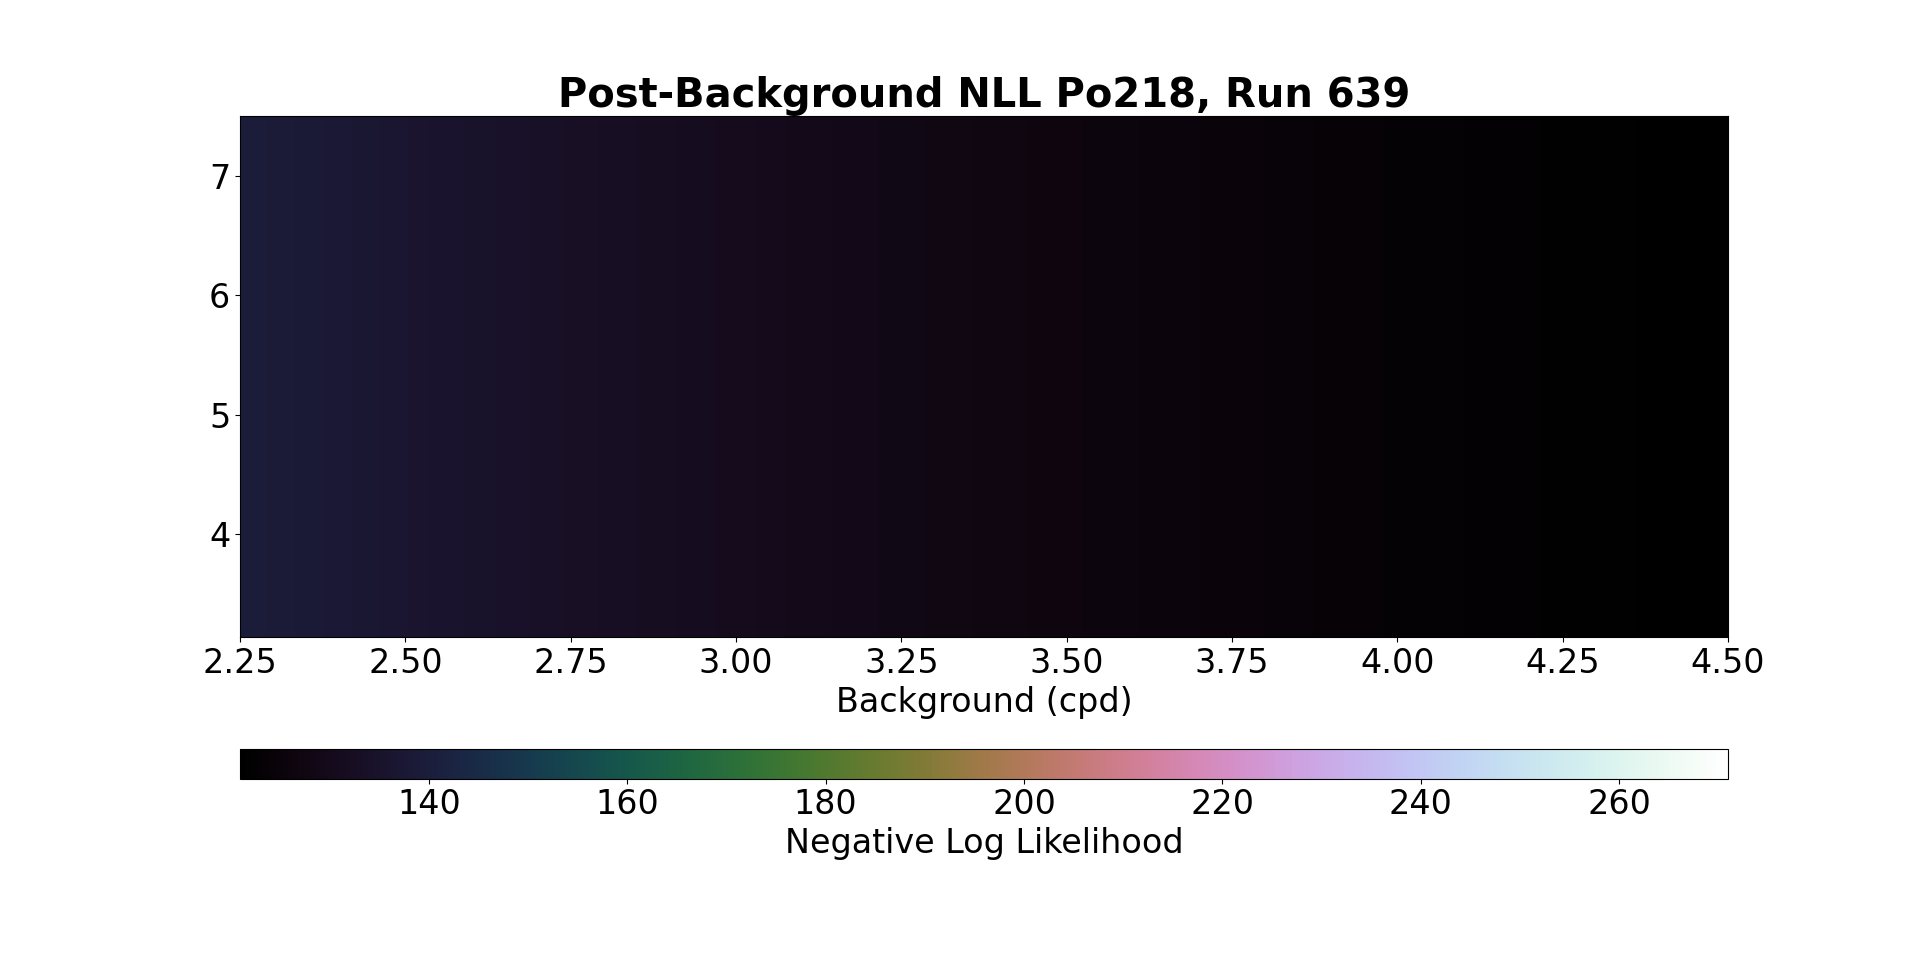 Post-Background NLL Po218, Run 639
7
6
5
4
2.25 2.50 2.75 3.00 3.25 3.50 3.75 4.00 4.25 4.50
Background (cpd)
140 160 180 200 220 240 260
Negative Log Likelihood